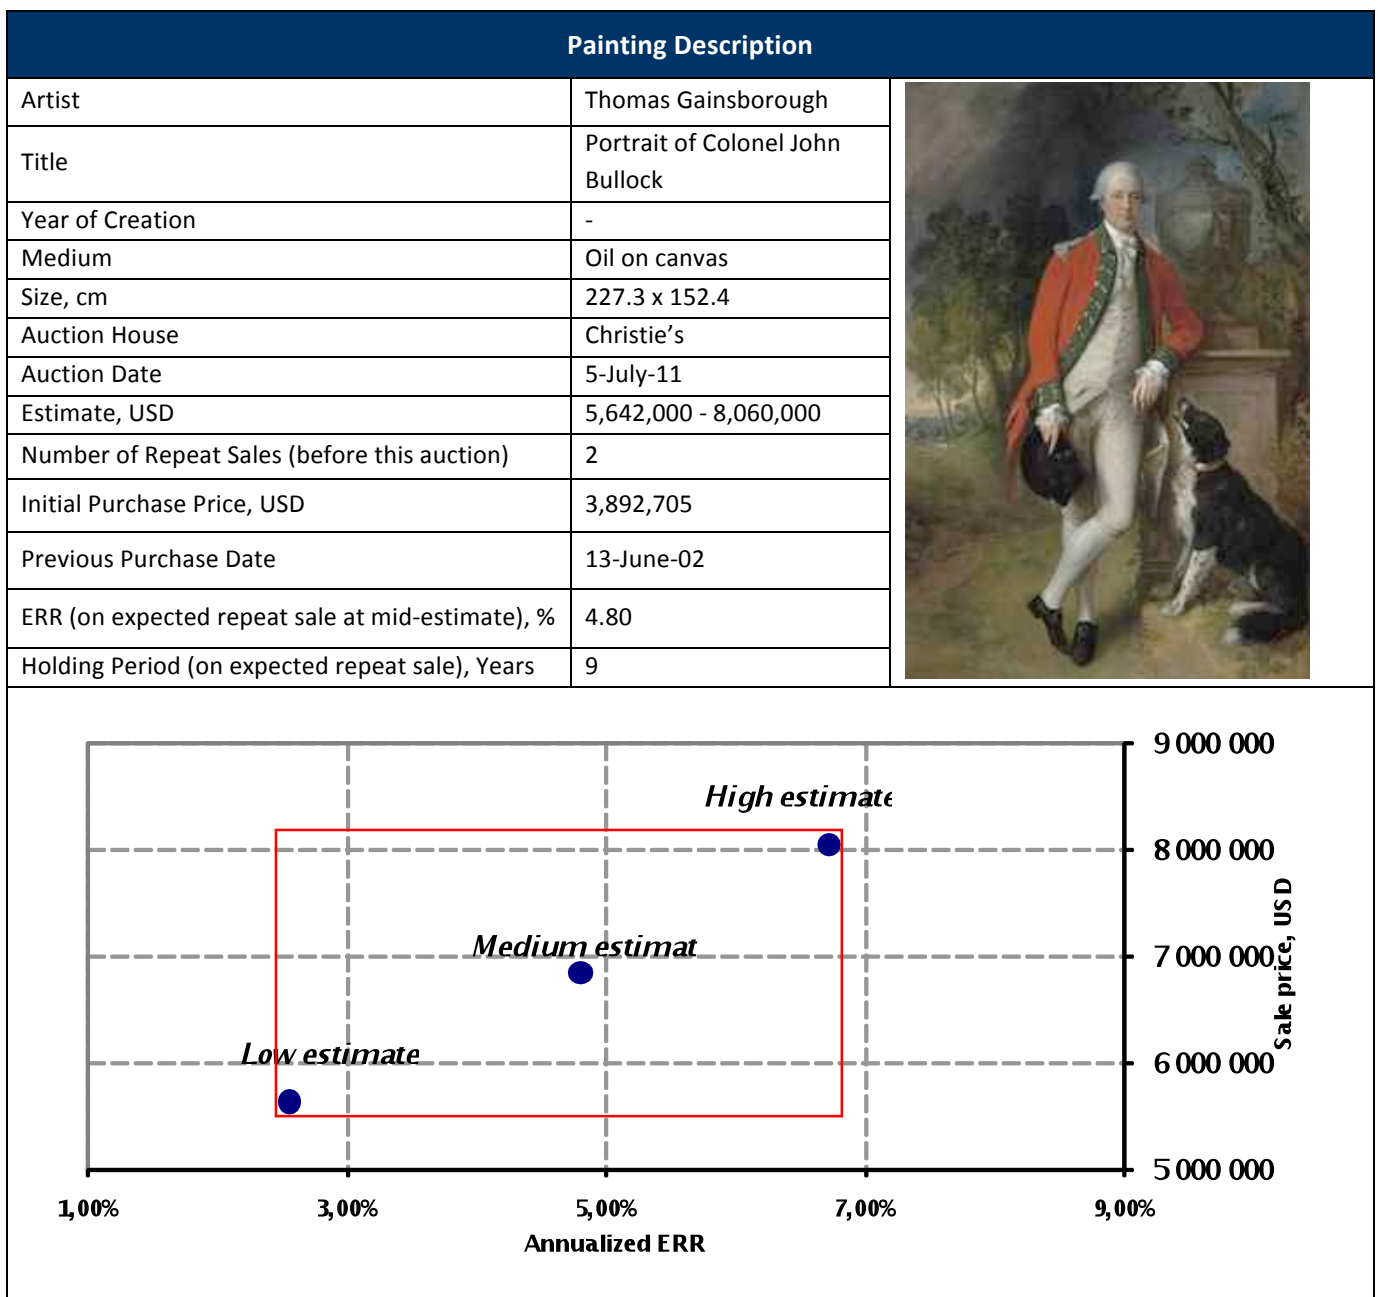 Painting Description
Artist Thomas Gainsborough
Title Portrait of Colonel John
Bullock
Year of Creation -
Medium Oil on canvas
Size, cm 227.3 x 152.4
Auction House Christie’s
Auction Date 5-July-11
Estimate, USD 5,642,000 - 8,060,000
Number of Repeat Sales (before this auction) 2
Initial Purchase Price, USD 3,892,705
Previous Purchase Date 13-June-02
ERR (on expected repeat sale at mid-estimate), % 4.80
Holding Period (on expected repeat sale), Years 9
9 000 000
High estimate
8 000 000
Medium estimat
7 000 000
Sale price, USD
Low estimate
6 000 000
5 000 000
1,00% 3,00% 5,00% 7,00% 9,00%
Annualized ERR